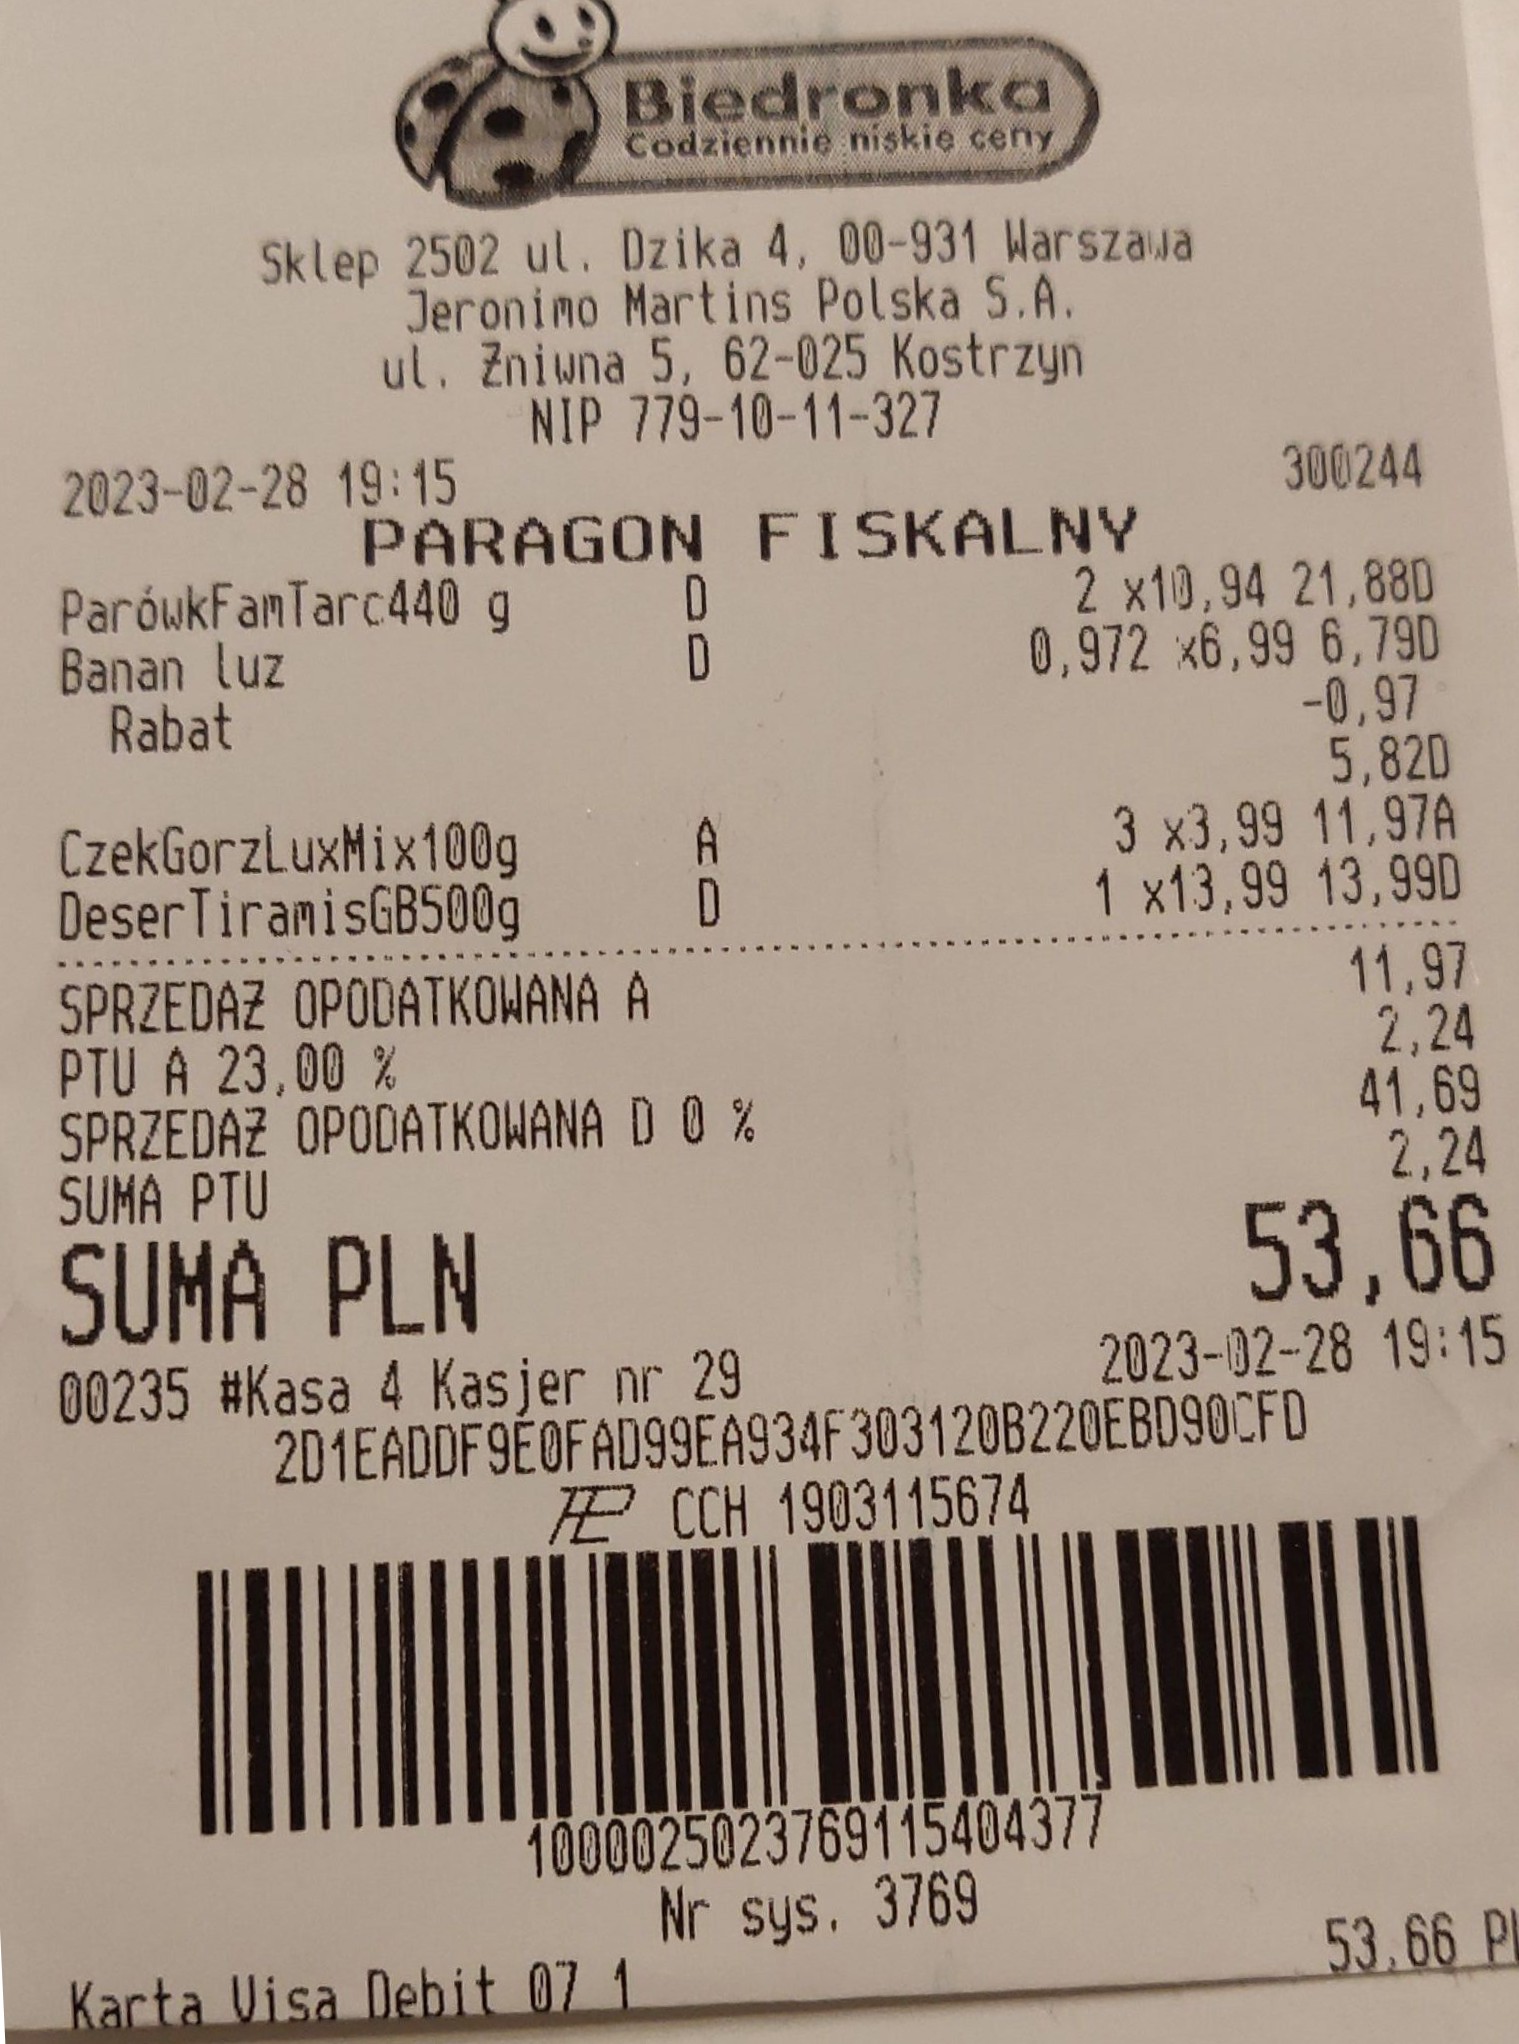 Biedronka
Codziennie niskie ceny
Sklep 2502 ul. Dzika 4, 00-931 Warszawa
Jeronimo Martins Polska S.A.
ul. Żniwna 5, 62-025 Kostrzyn
NIP 779-10-11-327
2023-02-28 19:15 300244
PARAGON FISKALNY
ParówkFamTarc440 g D 2 x10,94 21,88D
Banan luz D 0,972 x6,99 6,79D
Rabat -0,97
5,82D
CzekGorzLuxMix100g A 3 x3,99 11,97A
DeserTiramisGB500g D 1 x13,99 13,99D
SPRZEDAŻ OPODATKOWANA A 11,97
PTU A 23,00 % 2,24
SPRZEDAŻ OPODATKOWANA D 0 % 41,69
SUMA PTU 2,24
SUMA PLN 53,66
00235 #Kasa 4 Kasjer nr 29 2023-02-28 19:15
2D1EADDF9E0FAD99EA934F303120B220EBD90CFD
CCH 1903115674
1000025023769115404377
Nr sys. 3769
Karta Visa Debit 07 1 53,66